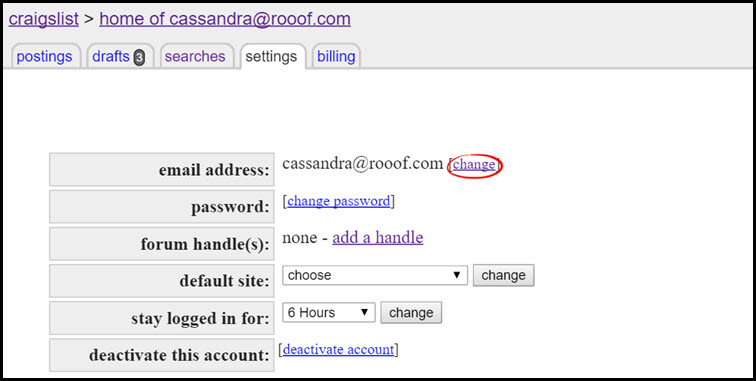 craigslist > home of cassandra@rooof.com
postings drafts 3 searches settings billing
email address: cassandra@rooof.com [change]
password: [change password]
forum handle(s): none - add a handle
default site: choose change
stay logged in for: 6 Hours change
deactivate this account: [deactivate account]